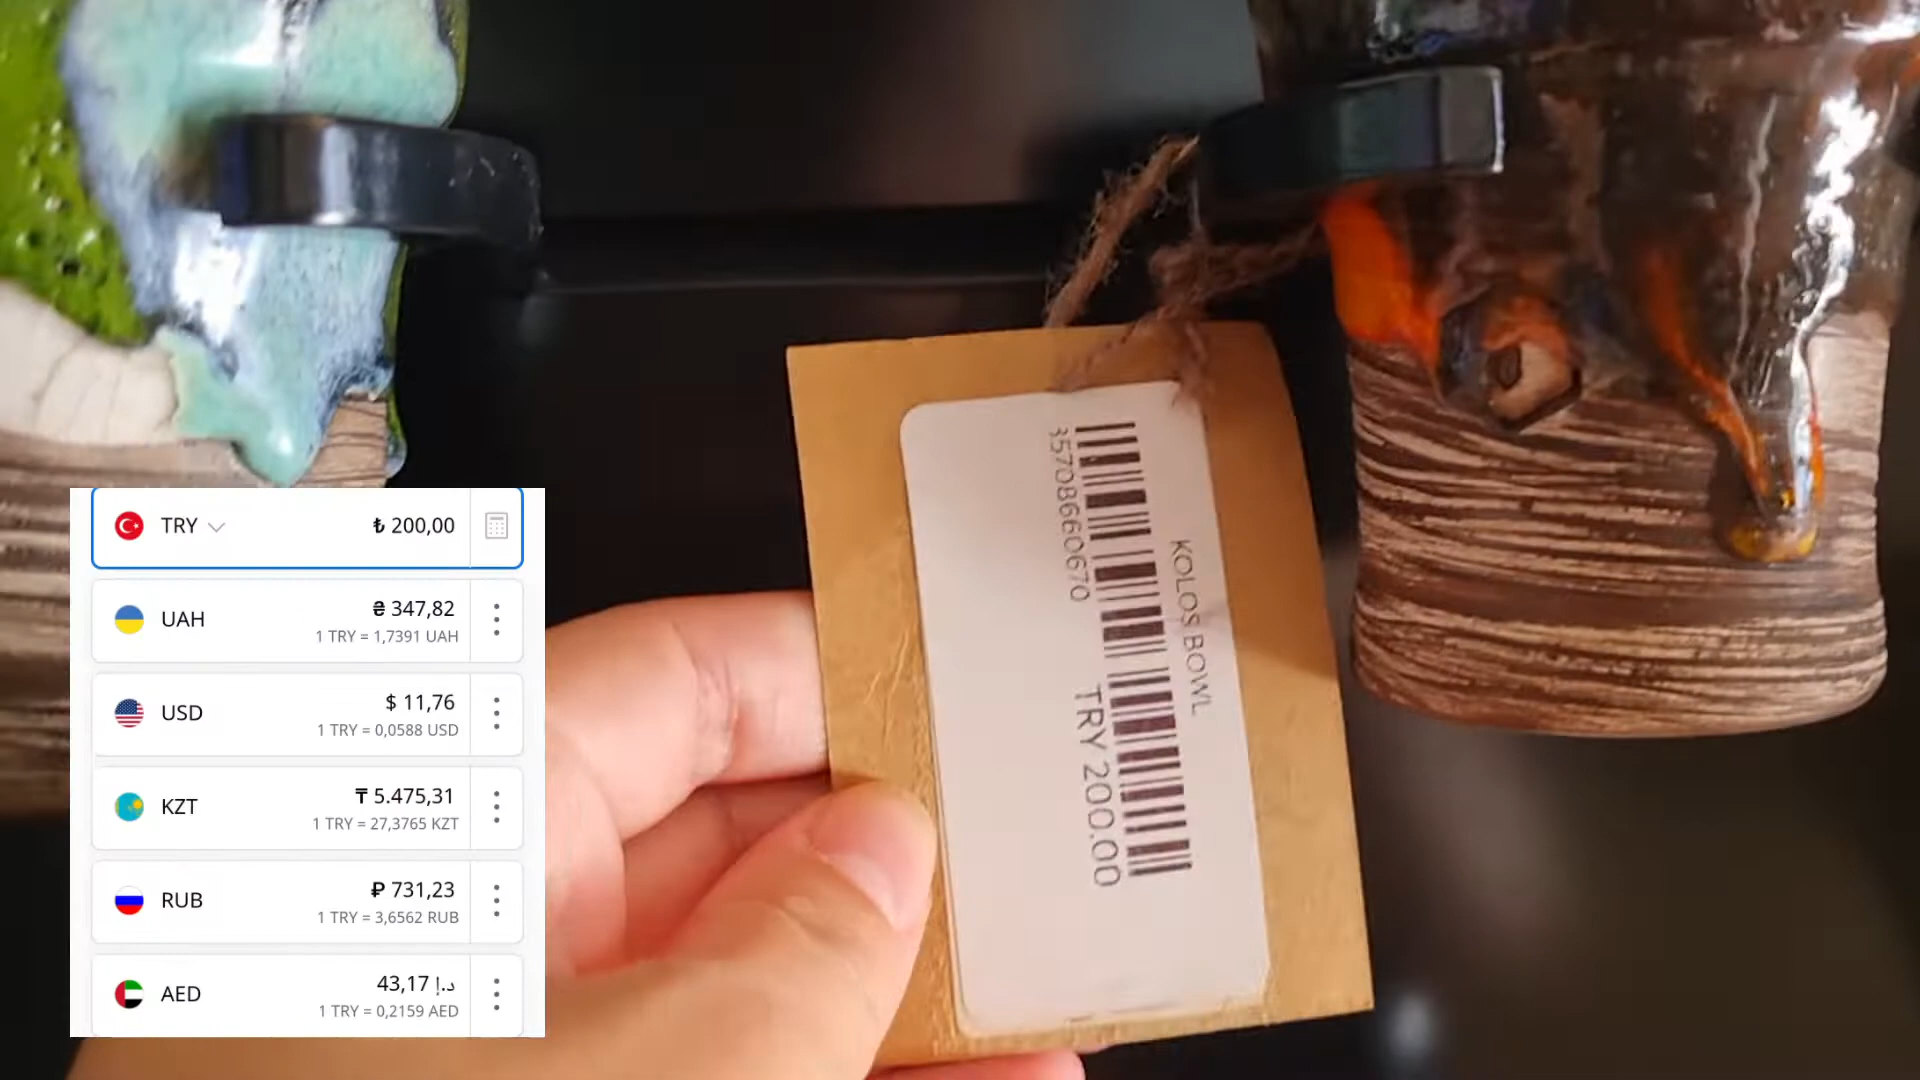 TRY
₺ 200,00
UAH
₴ 347,82
1 TRY = 1,7391 UAH
USD
$ 11,76
1 TRY = 0,0588 USD
KZT
₸ 5.475,31
1 TRY = 27,3765 KZT
RUB
₽ 731,23
1 TRY = 3,6562 RUB
AED
43,17 د.إ
1 TRY = 0,2159 AED
KOLOS BOWL
3570866060670
TRY 200.00